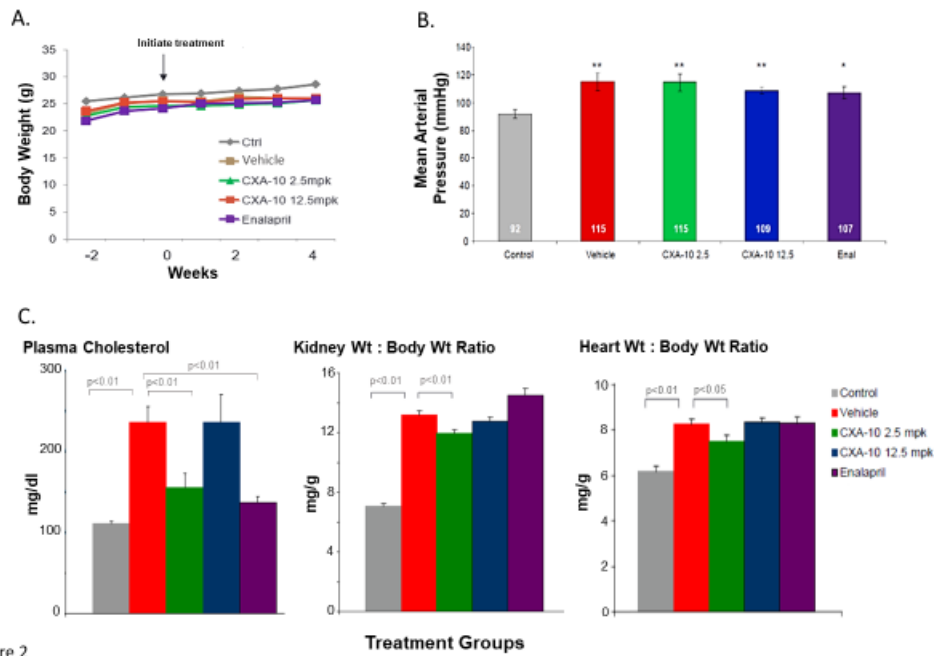 A.
Initiate treatment
Body Weight (g)
35
30
25
20
15
10
5
0
-2
0
2
4
Weeks
Ctrl
Vehicle
CXA-10 2.5mpk
CXA-10 12.5mpk
Enalapril
B.
Mean Arterial
Pressure (mmHg)
140
120
100
80
60
40
20
0
**
**
**
*
92
115
115
109
107
Control
Vehicle
CXA-10 2.5
CXA-10 12.5
Enal
C.
Plasma Cholesterol
mg/dl
300
200
100
0
p<0.01
p<0.01
p<0.01
Kidney Wt : Body Wt Ratio
mg/g
16
12
8
4
0
p<0.01
p<0.01
Heart Wt : Body Wt Ratio
mg/g
10
8
6
4
2
0
p<0.01
p<0.05
Control
Vehicle
CXA-10 2.5 mpk
CXA-10 12.5 mpk
Enalapril
Treatment Groups
re 2